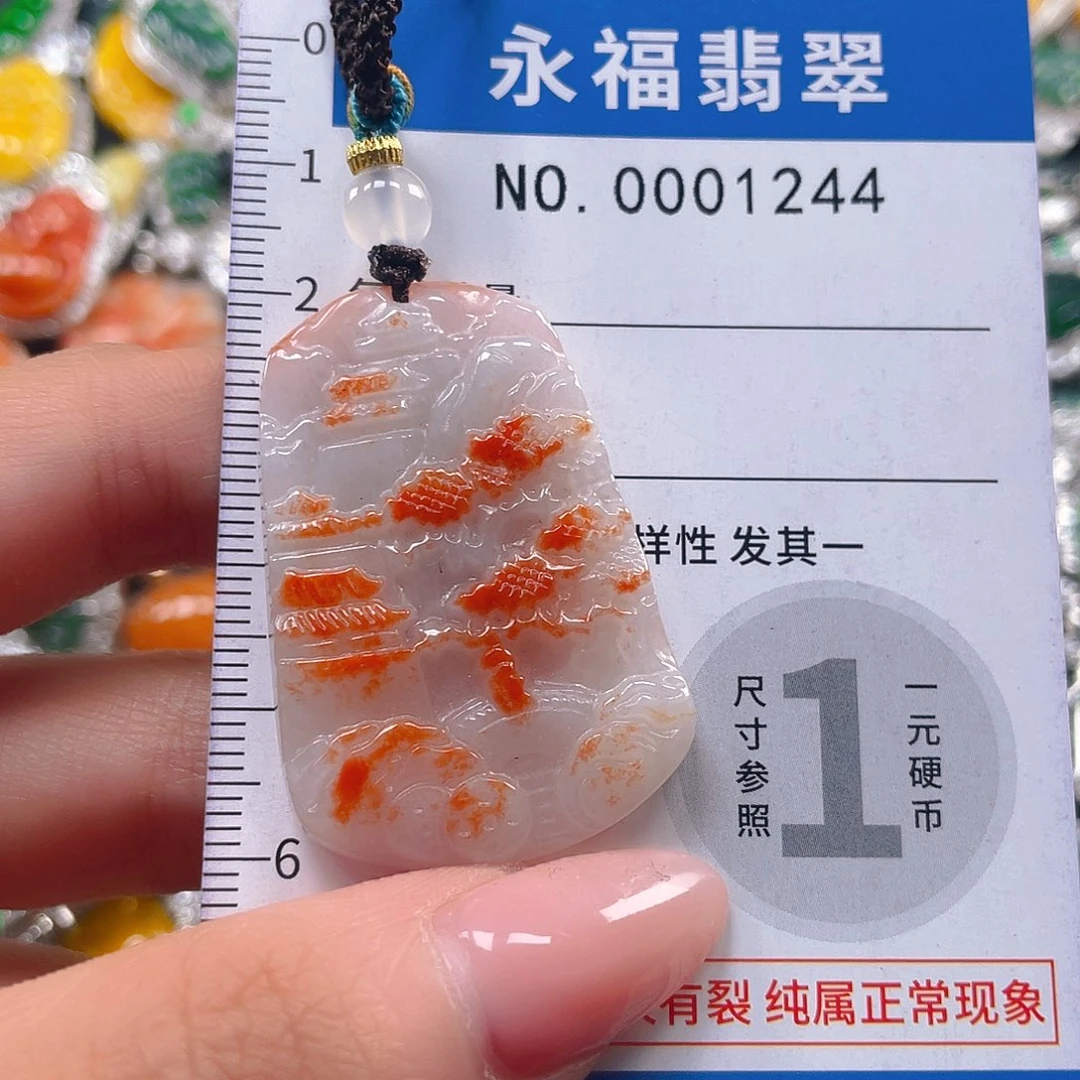 永福翡翠
NO. 0001244
0
1
2
6
样性 发其一
尺寸参照
1
一元硬币
有裂 纯属正常现象